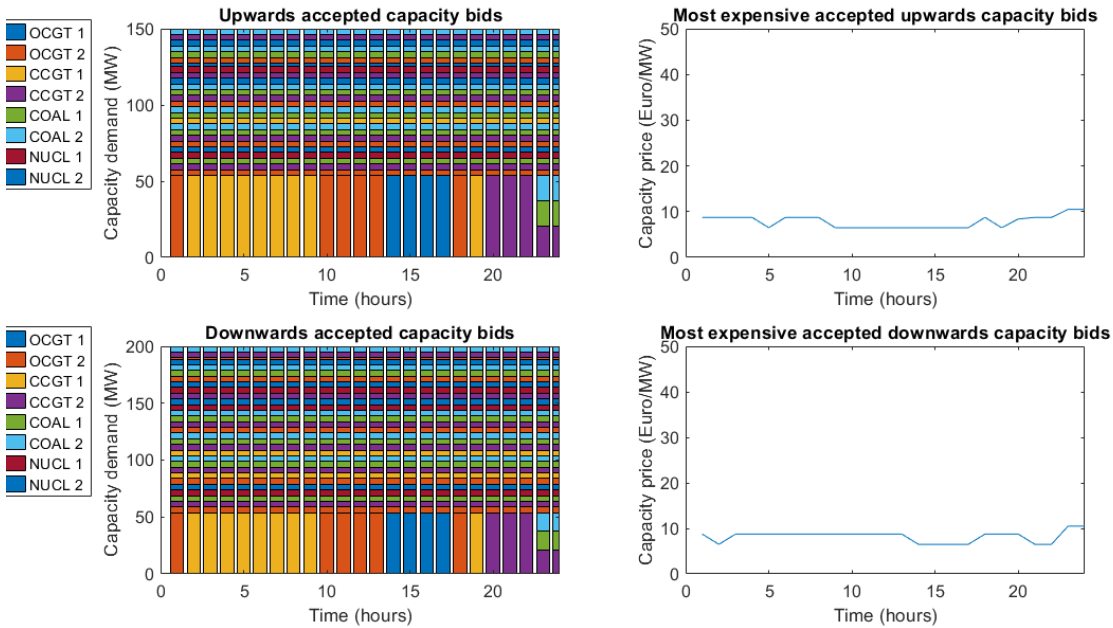 Upwards accepted capacity bids
OCGT 1
OCGT 2
CCGT 1
CCGT 2
COAL 1
COAL 2
NUCL 1
NUCL 2
Capacity demand (MW)
150
100
50
0
0 5 10 15 20
Time (hours)
Most expensive accepted upwards capacity bids
Capacity price (Euro/MW)
50
40
30
20
10
0
0 5 10 15 20
Time (hours)
Downwards accepted capacity bids
OCGT 1
OCGT 2
CCGT 1
CCGT 2
COAL 1
COAL 2
NUCL 1
NUCL 2
Capacity demand (MW)
200
150
100
50
0
0 5 10 15 20
Time (hours)
Most expensive accepted downwards capacity bids
Capacity price (Euro/MW)
50
40
30
20
10
0
0 5 10 15 20
Time (hours)